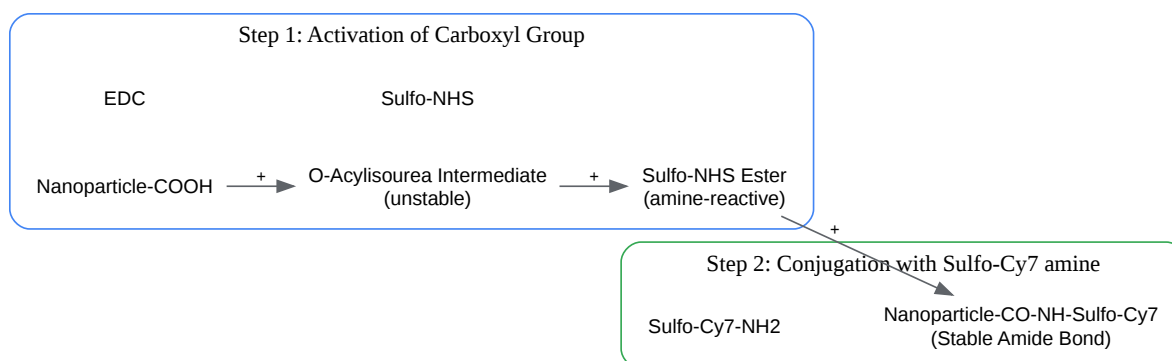 Step 1: Activation of Carboxyl Group
EDC
Sulfo-NHS
Nanoparticle-COOH
+
O-Acylisourea Intermediate
(unstable)
+
Sulfo-NHS Ester
(amine-reactive)
+
Step 2: Conjugation with Sulfo-Cy7 amine
Sulfo-Cy7-NH2
Nanoparticle-CO-NH-Sulfo-Cy7
(Stable Amide Bond)